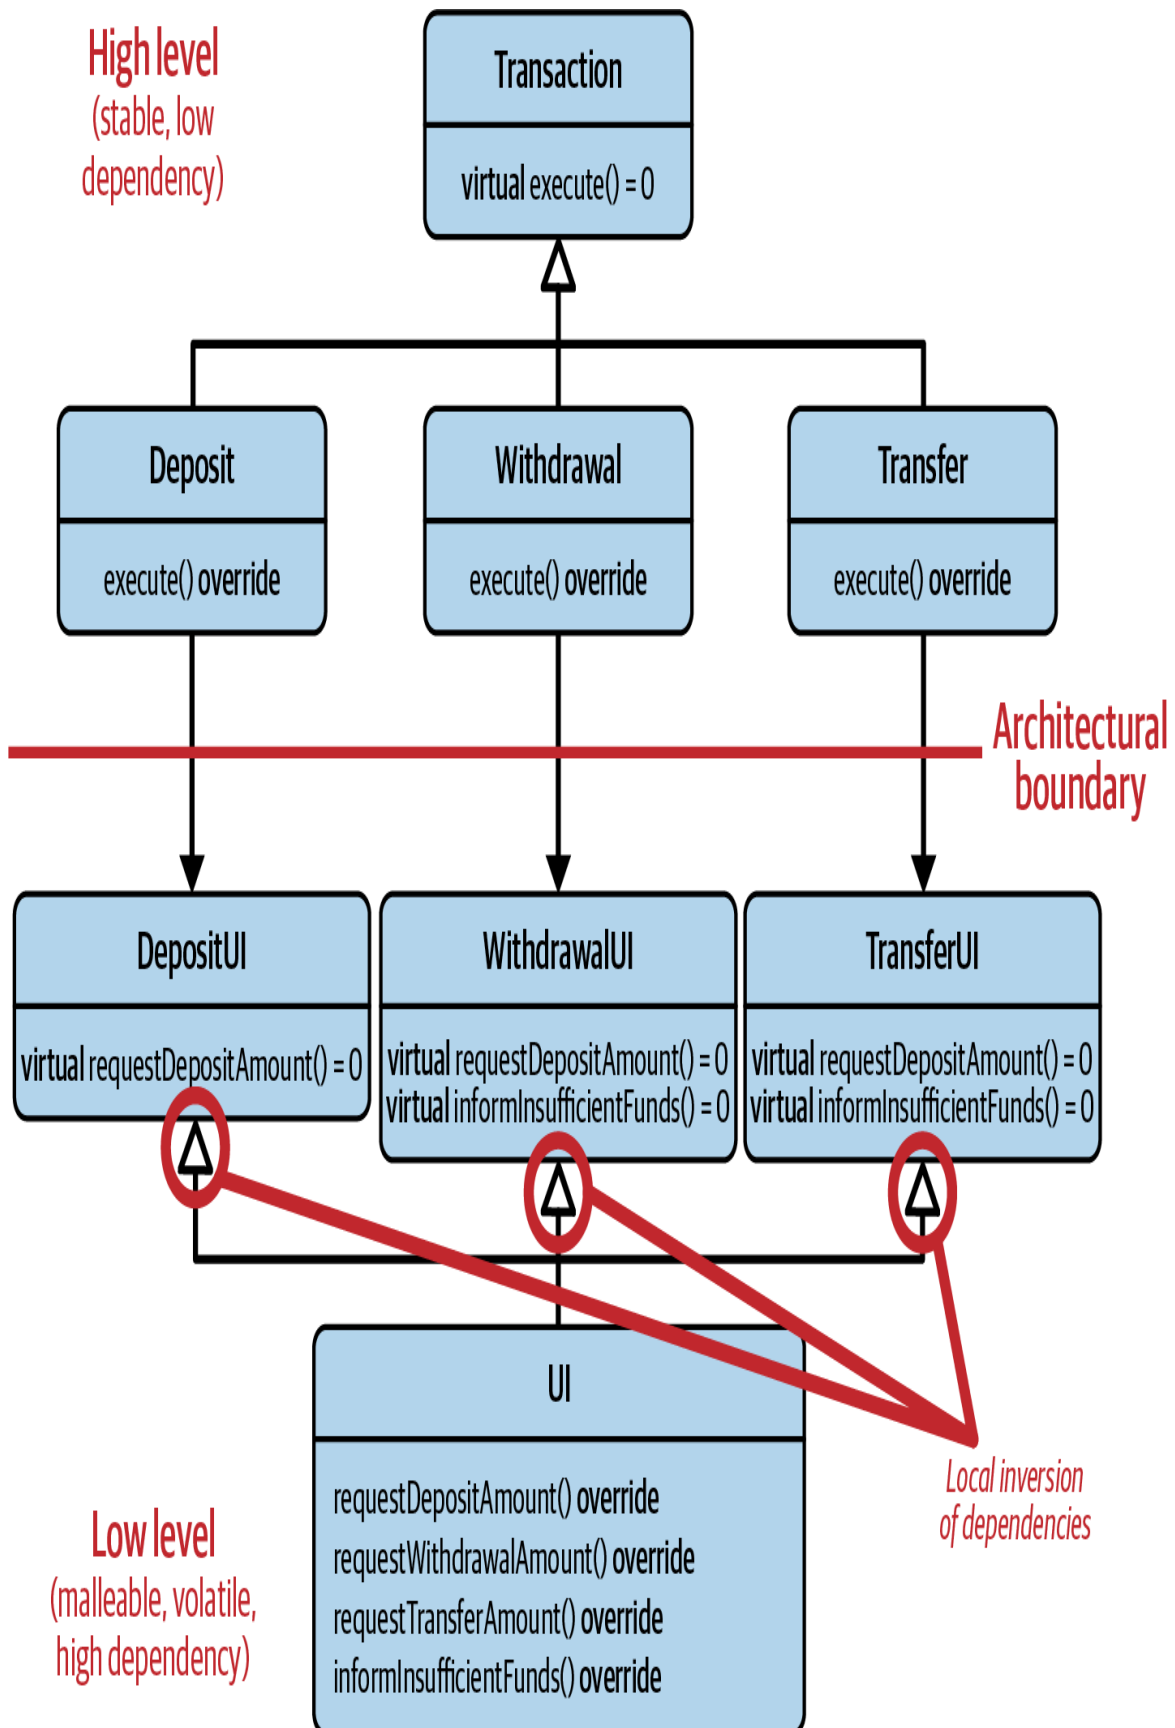 High level
(stable, low
dependency)
Transaction
virtual execute() = 0
Deposit
execute() override
Withdrawal
execute() override
Transfer
execute() override
Architectural
boundary
DepositUI
virtual requestDepositAmount() = 0
WithdrawalUI
virtual requestDepositAmount() = 0
virtual informInsufficientFunds() = 0
TransferUI
virtual requestDepositAmount() = 0
virtual informInsufficientFunds() = 0
UI
requestDepositAmount() override
requestWithdrawalAmount() override
requestTransferAmount() override
informInsufficientFunds() override
Local inversion
of dependencies
Low level
(malleable, volatile,
high dependency)